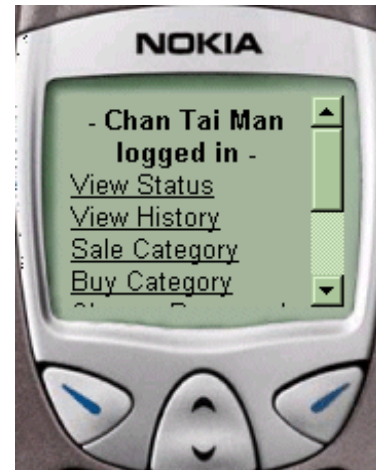 NOKIA
- Chan Tai Man
logged in -
View Status
View History
Sale Category
Buy Category